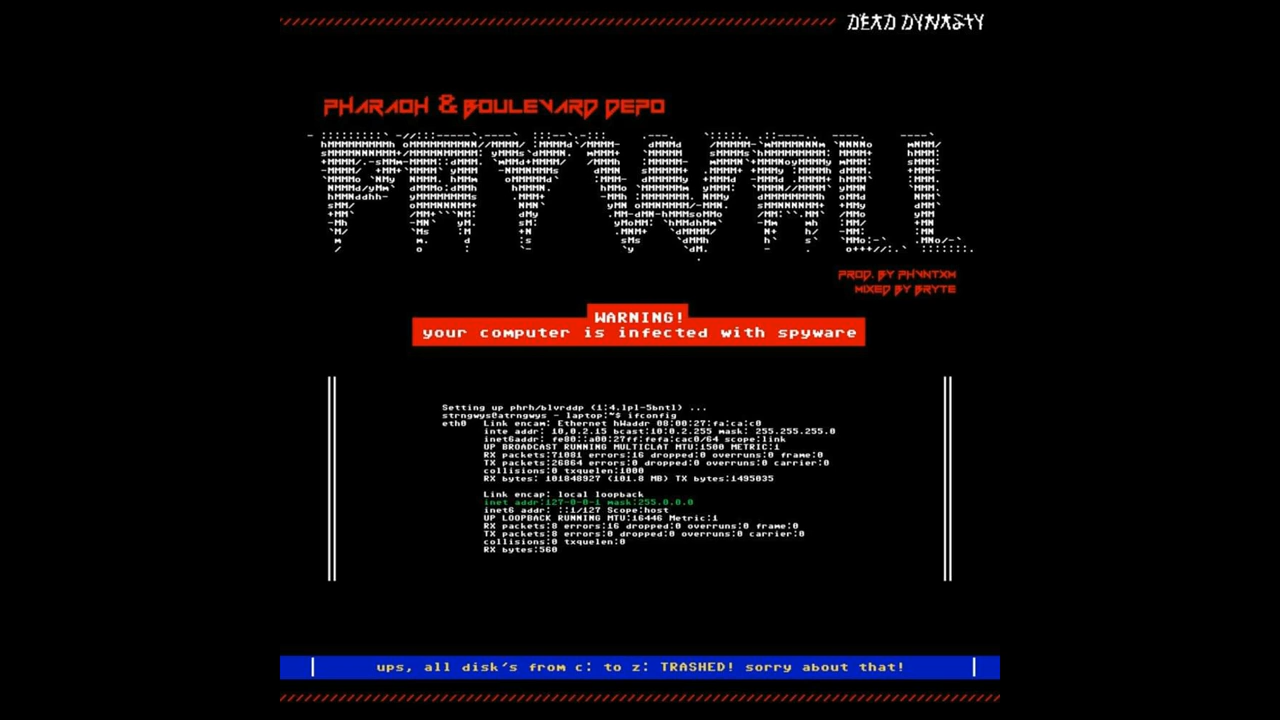 DEAD DYNASTY
PHARAOH & BOULEVARD DEPO
PAYWALL
PROD. BY PHVNTXM
MIXED BY BRYTE
WARNING!
your computer is infected with spyware
Setting up phrh/blvrddp (1:4.lpl-5bntl) ...
strngwys@atrngwys - laptop:~$ ifconfig
eth0 Link encam: Ethernet hWaddr 08:00:27:fa:ca:c0
inte addr: 10.0.2.15 bcast:10:0.2.255 mask: 255.255.255.0
inet6addr: fe80::a00:27ff:fefa:cac0/64 scope:link
UP BROADCAST RUNNING MULTICLAT MTU:1500 METRIC:1
RX packets:71081 errors:16 dropped:0 overruns:0 frame:0
TX packets:26864 errors:0 dropped:0 overruns:0 carrier:0
collisions:0 txquelen:1000
RX bytes: 101848927 (101.8 MB) TX bytes:1495035
Link encap: local loopback
inet addr:127-0-0-1 mask:255.0.0.0
inet6 addr: ::1/127 Scope:host
UP LOOPBACK RUNNING MTU:16446 Metric:1
RX packets:8 errors:16 dropped:0 overruns:0 frame:0
TX packets:8 errors:0 dropped:0 overruns:0 carrier:0
collisions:0 txquelen:0
RX bytes:560
ups, all disk's from c: to z: TRASHED! sorry about that!